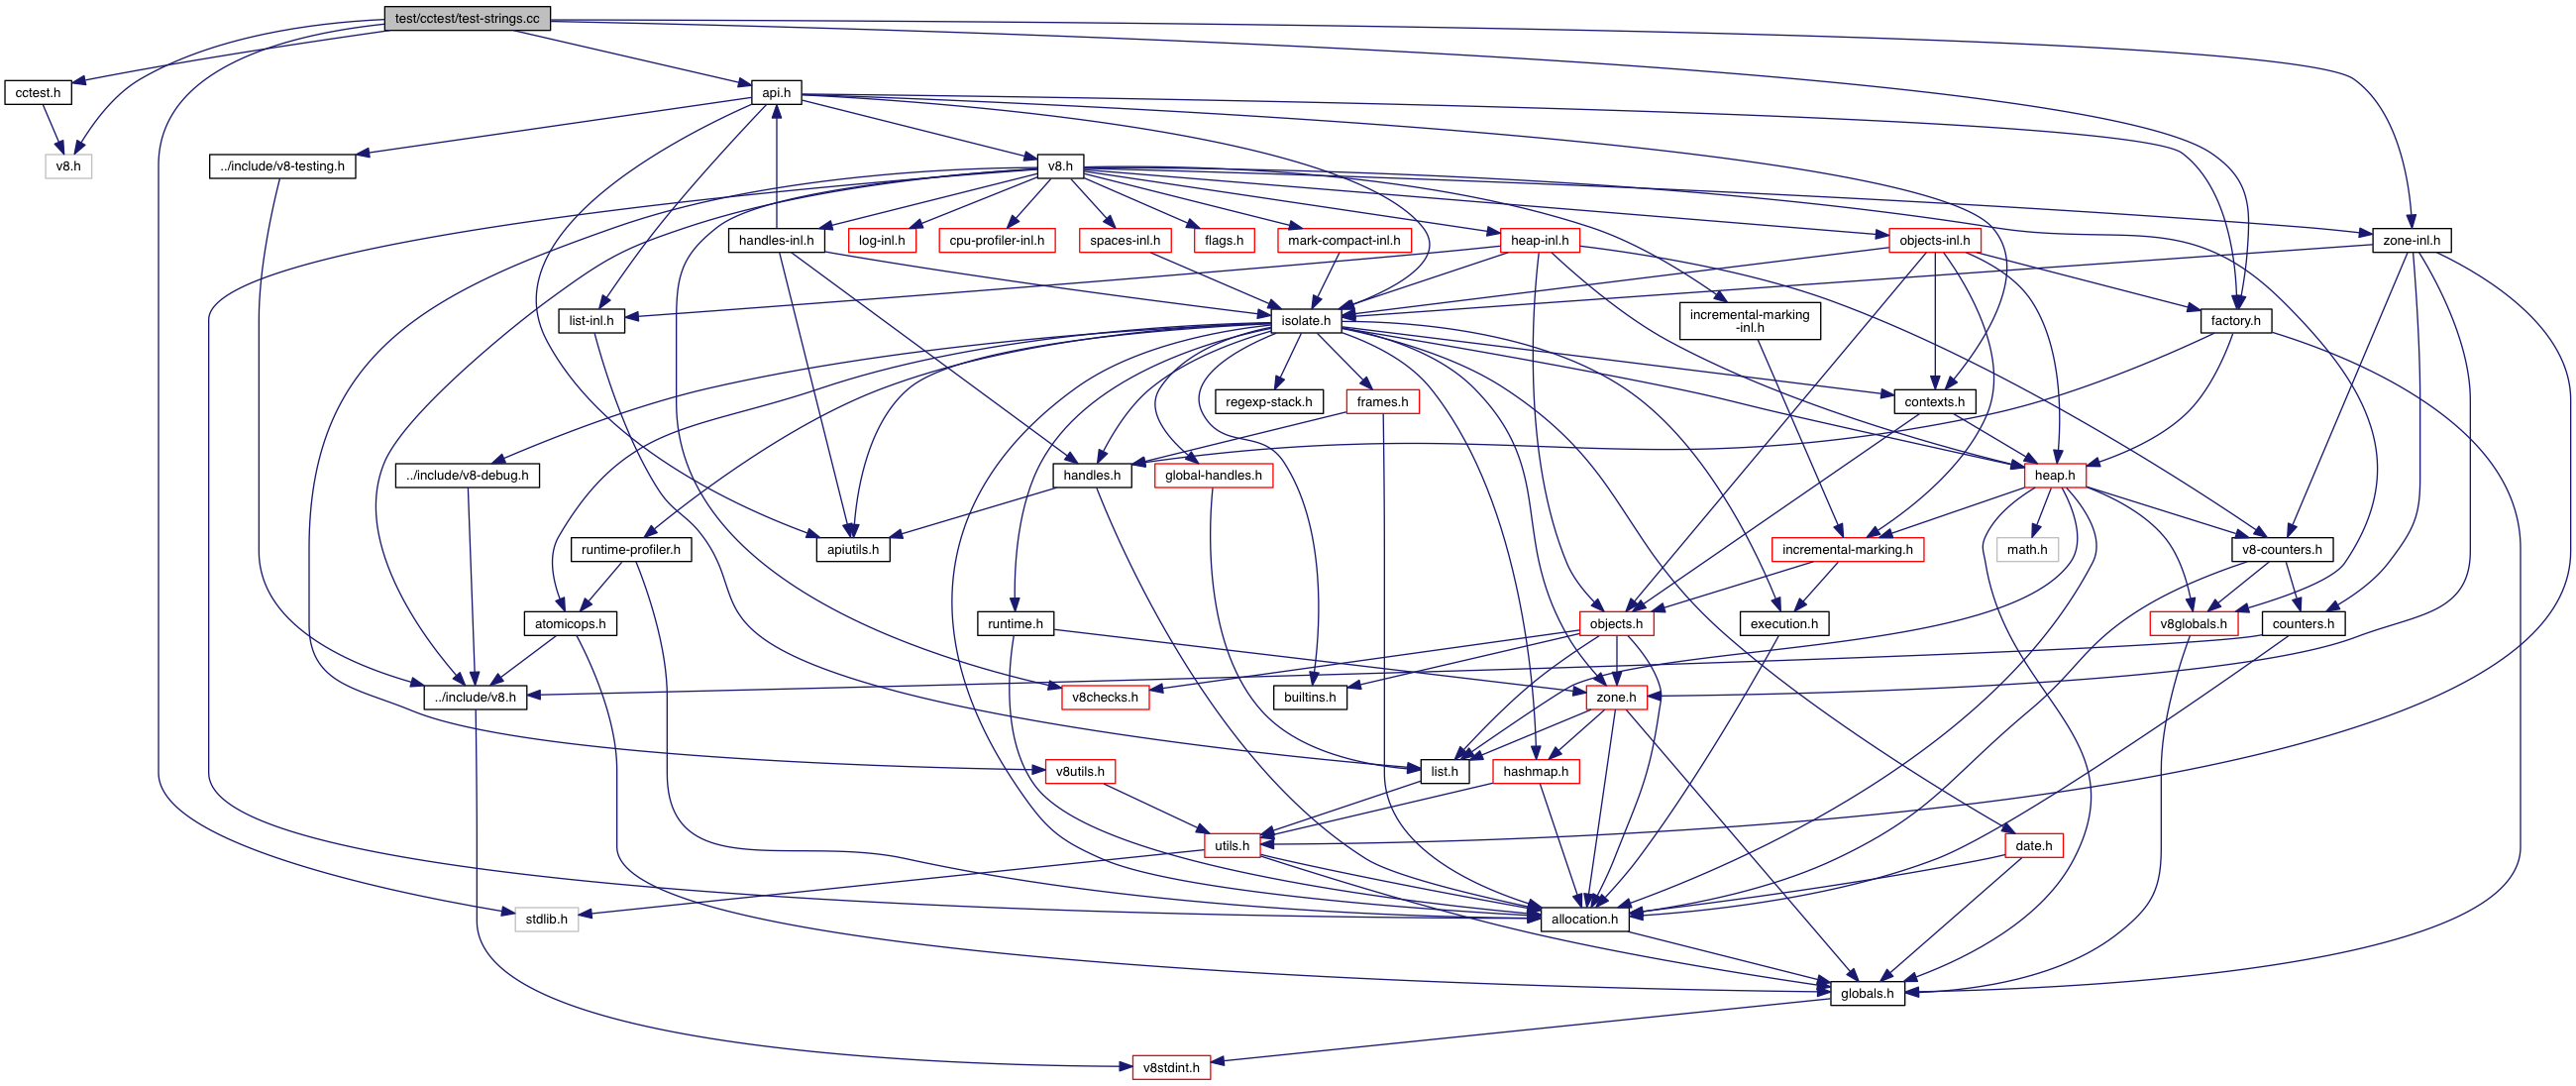 test/cctest/test-strings.cc
cctest.h
api.h
v8.h
../include/v8-testing.h
v8.h
handles-inl.h
log-inl.h
cpu-profiler-inl.h
spaces-inl.h
flags.h
mark-compact-inl.h
heap-inl.h
objects-inl.h
zone-inl.h
list-inl.h
isolate.h
incremental-marking
-inl.h
factory.h
regexp-stack.h
frames.h
contexts.h
../include/v8-debug.h
handles.h
global-handles.h
heap.h
runtime-profiler.h
apiutils.h
incremental-marking.h
math.h
v8-counters.h
atomicops.h
runtime.h
objects.h
execution.h
v8globals.h
counters.h
../include/v8.h
v8checks.h
builtins.h
zone.h
v8utils.h
list.h
hashmap.h
utils.h
date.h
stdlib.h
allocation.h
globals.h
v8stdint.h